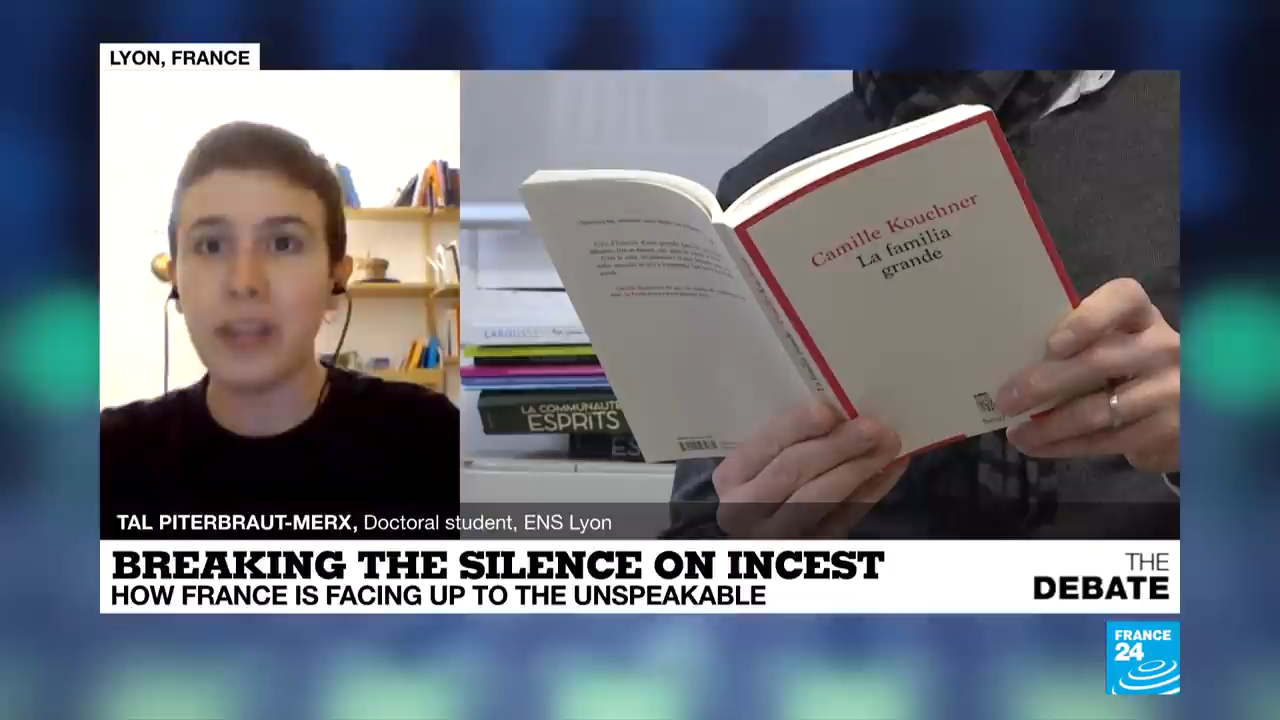 LYON, FRANCE
Camille Kouchner
La familia
grande
LAROUSSE
LA COMMUNAUTÉ
ESPRITS
TAL PITERBRAUT-MERX, Doctoral student, ENS Lyon
BREAKING THE SILENCE ON INCEST
HOW FRANCE IS FACING UP TO THE UNSPEAKABLE
THE
DEBATE
FRANCE
24